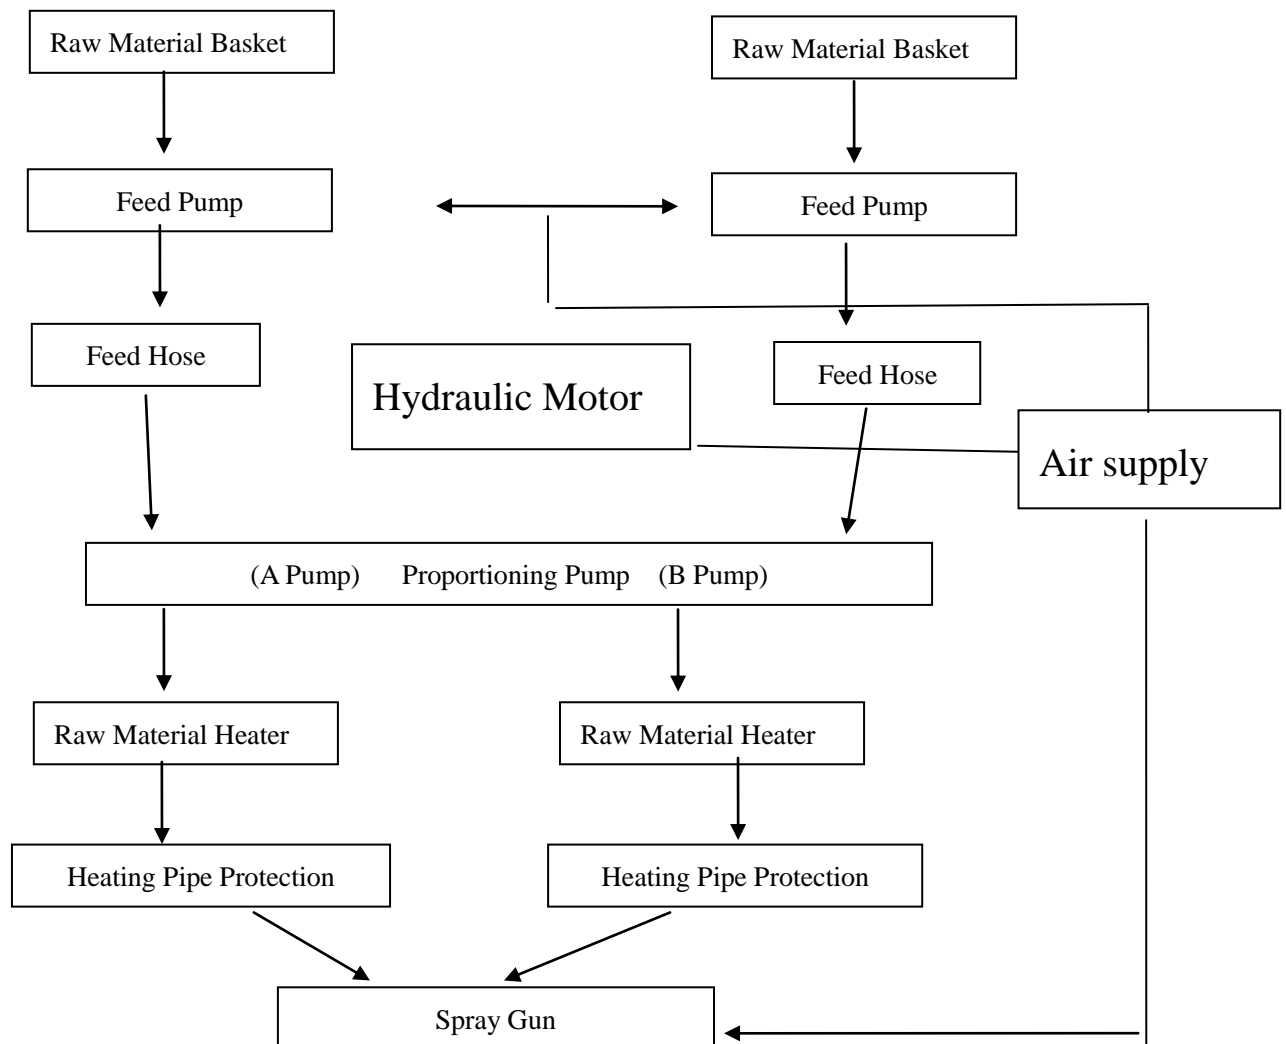 Raw Material Basket
Raw Material Basket
Feed Pump
Feed Pump
Feed Hose
Hydraulic Motor
Feed Hose
Air supply
(A Pump) Proportioning Pump (B Pump)
Raw Material Heater
Raw Material Heater
Heating Pipe Protection
Heating Pipe Protection
Spray Gun